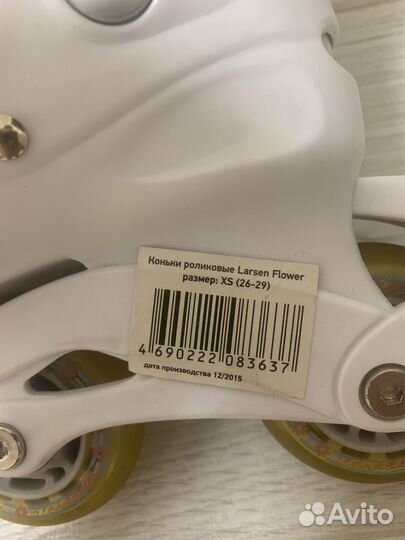 Коньки роликовые Larsen Flower
размер: XS (26-29)
4 690222 083637
дата производства 12/2015
Avito